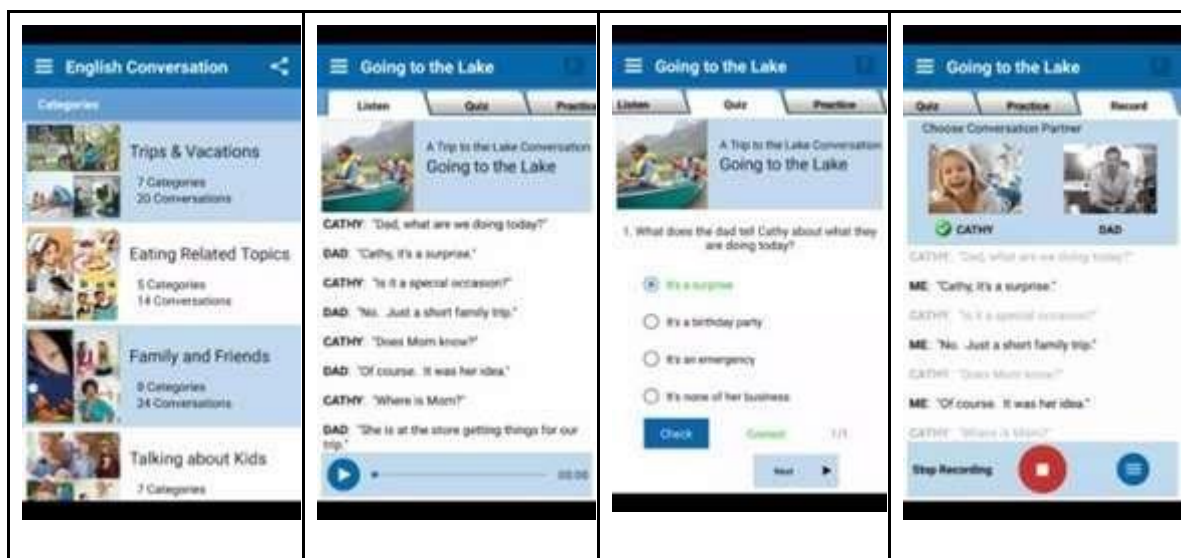 English Conversation
Categories
Trips & Vacations
7 Categories
20 Conversations
Eating Related Topics
5 Categories
14 Conversations
Family and Friends
24 Conversations
Talking about Kids
7 Categories
Going to the Lake
Listen
Quiz
Practice
A Trip to the Lake Conversation
Going to the Lake
CATHY: "Dad, what are we doing today?"
DAD: "Cathy, it's a surprise."
CATHY: "Is it a special occasion?"
DAD: "No. Just a short family trip."
CATHY: "Does Mom know?"
DAD: "Of course. It was her idea."
CATHY: "Where is Mom?"
DAD: "She is at the store getting things for our
trip."
00:00
Going to the Lake
Listen
Quiz
Practice
A Trip to the Lake Conversation
Going to the Lake
1. What does the dad tell Cathy about what they
are doing today?
It's a surprise
It's a birthday party
It's an emergency
It's none of her business
Check
Correct
1/1
Next
Going to the Lake
Quiz
Practice
Record
Choose Conversation Partner
CATHY
DAD
CATHY: "Dad, what are we doing today?"
ME: "Cathy, it's a surprise."
CATHY: "Is it a special occasion?"
ME: "No. Just a short family trip."
CATHY: "Does Mom know?"
ME: "Of course. It was her idea."
CATHY: "Where is Mom?"
Stop Recording